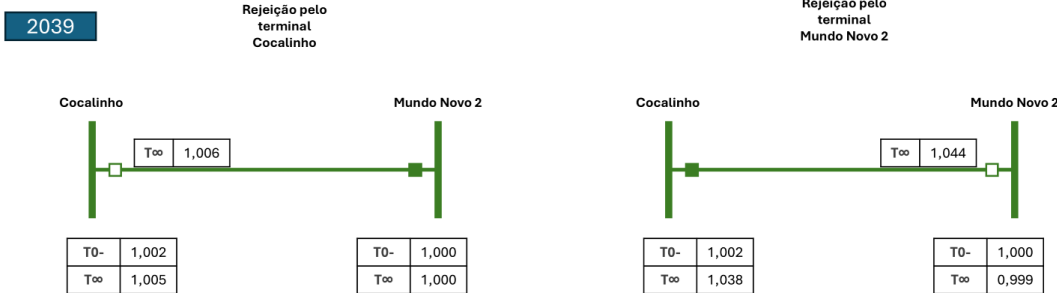 2039
Rejeição pelo
terminal
Cocalinho
Rejeição pelo
terminal
Mundo Novo 2
Cocalinho
Mundo Novo 2
T∞ 1,006
T0- 1,002
T∞ 1,005
T0- 1,000
T∞ 1,000
Cocalinho
Mundo Novo 2
T∞ 1,044
T0- 1,002
T∞ 1,038
T0- 1,000
T∞ 0,999